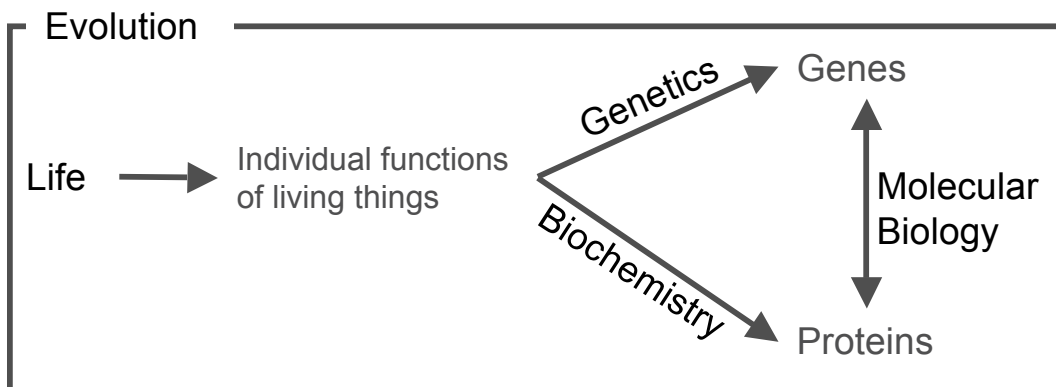 Evolution
Genetics
Genes
Life
Individual functions
of living things
Molecular
Biology
Biochemistry
Proteins